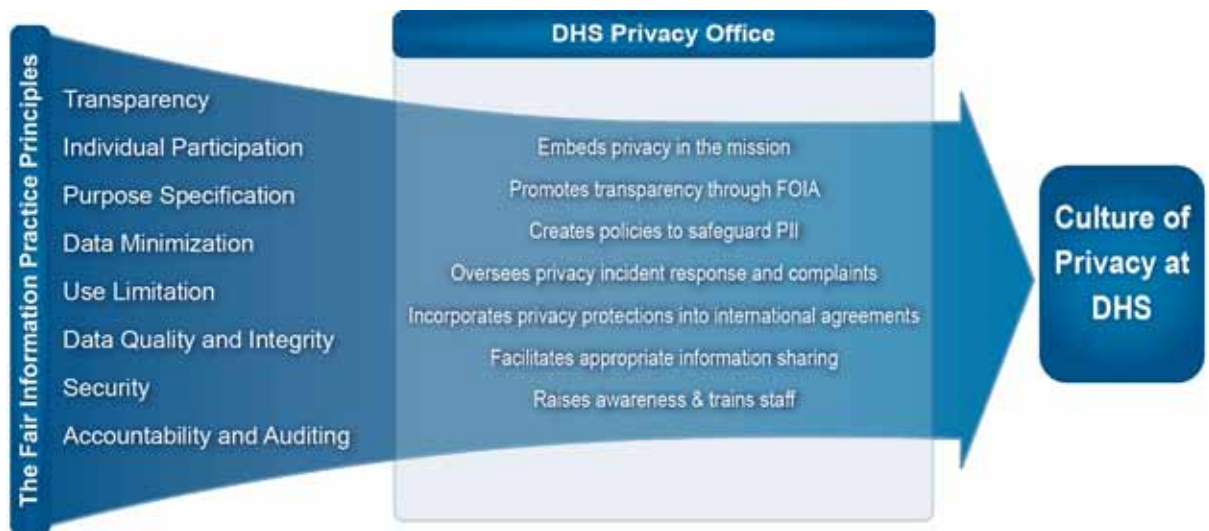 The Fair Information Practice Principles
Transparency
Individual Participation
Purpose Specification
Data Minimization
Use Limitation
Data Quality and Integrity
Security
Accountability and Auditing
DHS Privacy Office
Embeds privacy in the mission
Promotes transparency through FOIA
Creates policies to safeguard PII
Oversees privacy incident response and complaints
Incorporates privacy protections into international agreements
Facilitates appropriate information sharing
Raises awareness & trains staff
Culture of
Privacy at
DHS